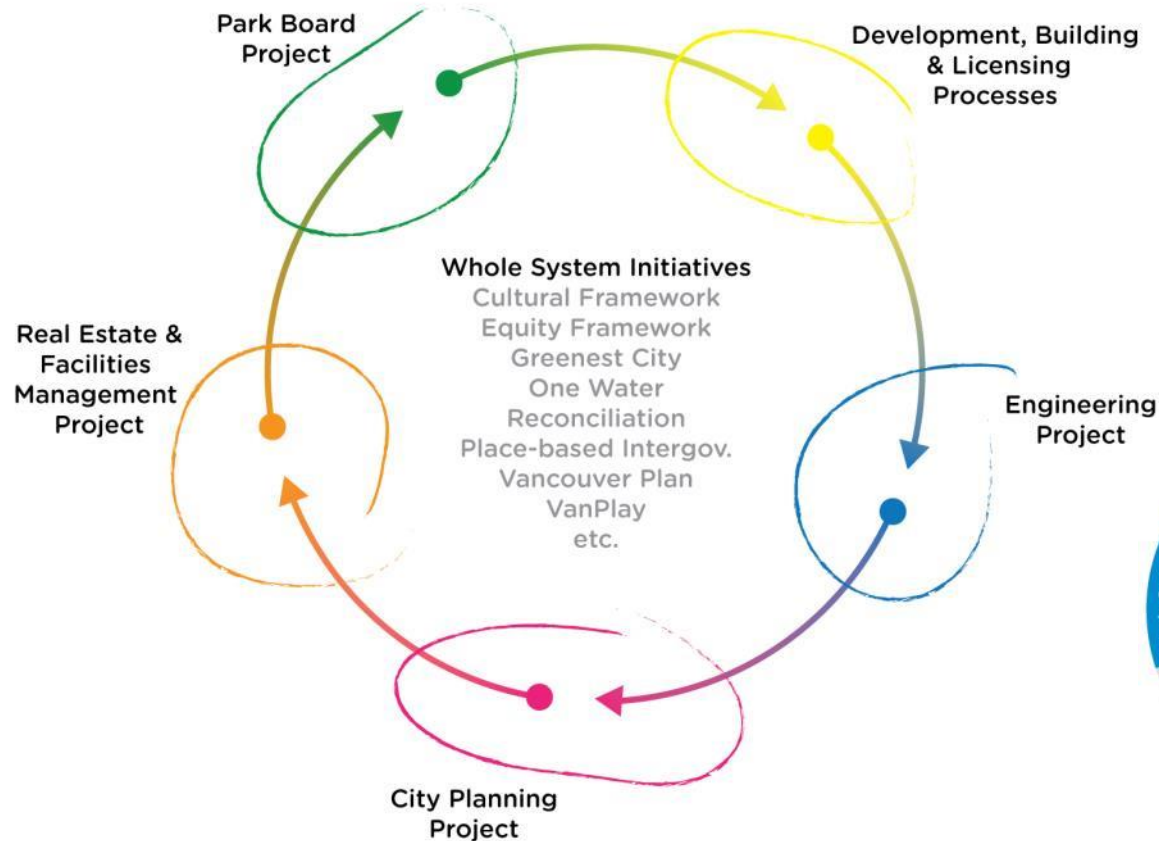 Park Board
Project
Development, Building
& Licensing
Processes
Whole System Initiatives
Cultural Framework
Equity Framework
Greenest City
One Water
Reconciliation
Place-based Intergov.
Vancouver Plan
VanPlay
etc.
Real Estate &
Facilities
Management
Project
Engineering
Project
City Planning
Project